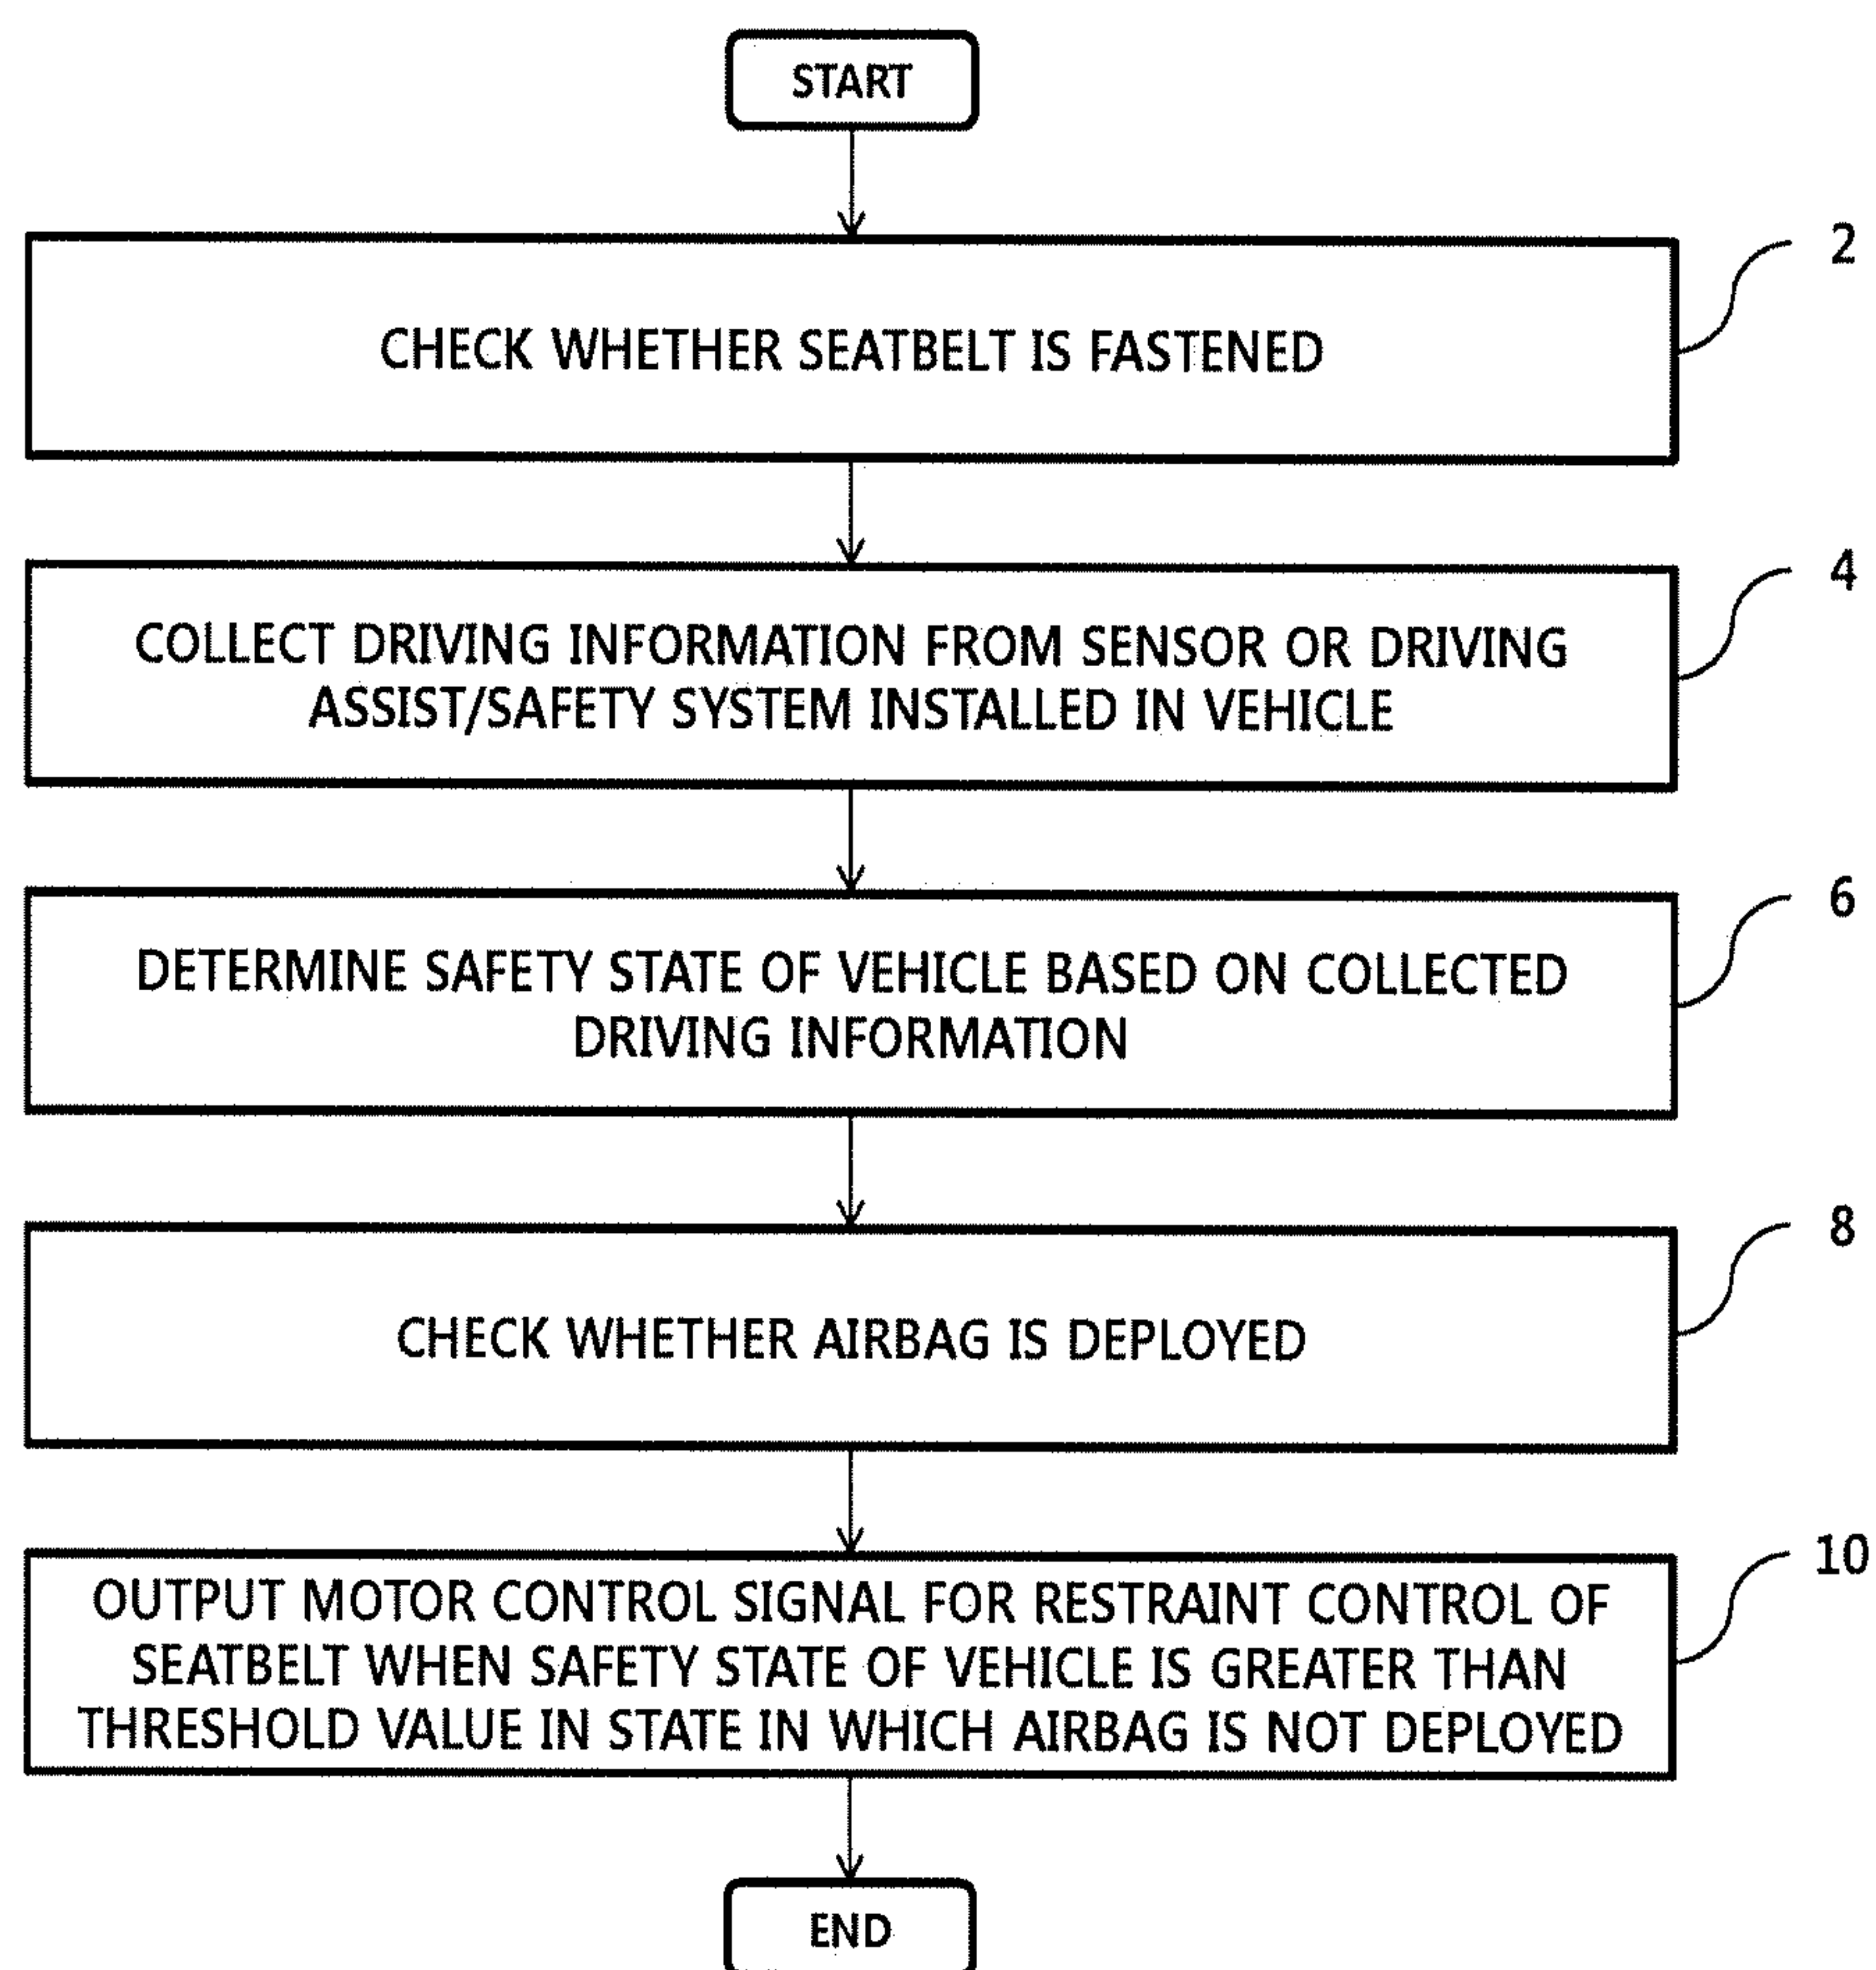 START
2
CHECK WHETHER SEATBELT IS FASTENED
4
COLLECT DRIVING INFORMATION FROM SENSOR OR DRIVING
ASSIST/SAFETY SYSTEM INSTALLED IN VEHICLE
6
DETERMINE SAFETY STATE OF VEHICLE BASED ON COLLECTED
DRIVING INFORMATION
8
CHECK WHETHER AIRBAG IS DEPLOYED
10
OUTPUT MOTOR CONTROL SIGNAL FOR RESTRAINT CONTROL OF
SEATBELT WHEN SAFETY STATE OF VEHICLE IS GREATER THAN
THRESHOLD VALUE IN STATE IN WHICH AIRBAG IS NOT DEPLOYED
END